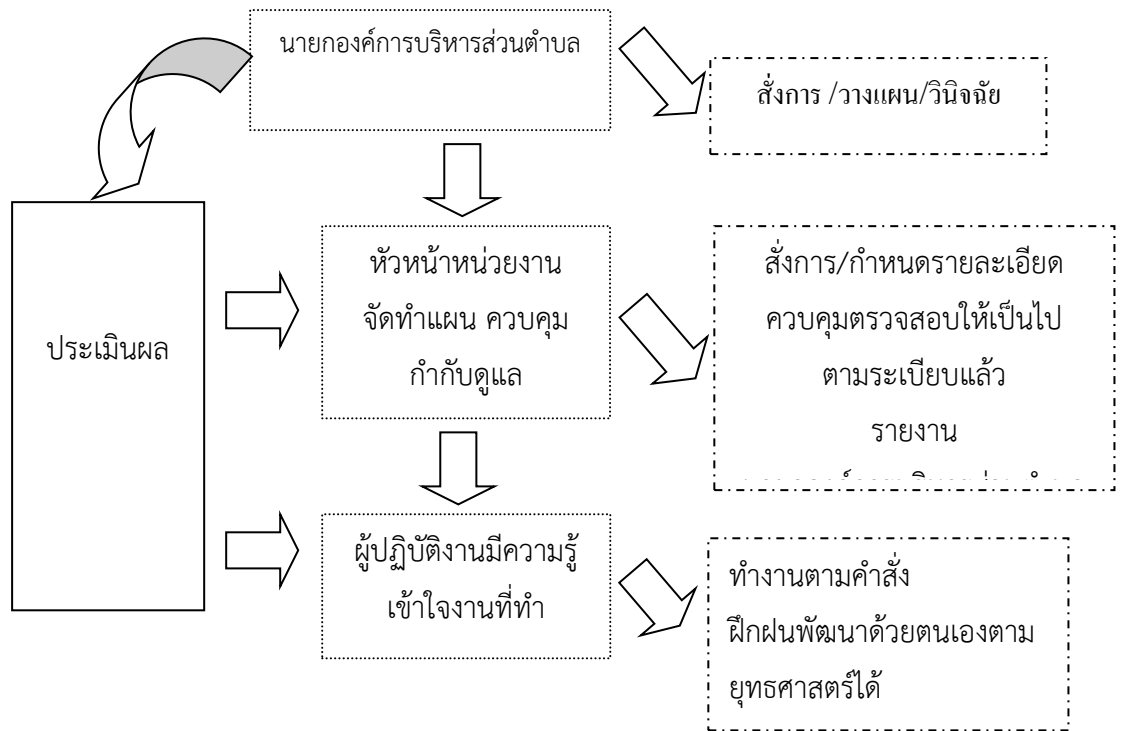 นายกองค์การบริหารส่วนตำบล
สั่งการ /วางแผน/วินิจฉัย
ประเมินผล
หัวหน้าหน่วยงาน
จัดทำแผน ควบคุม
กำกับดูแล
สั่งการ/กำหนดรายละเอียด
ควบคุมตรวจสอบให้เป็นไป
ตามระเบียบแล้ว
รายงาน
ผู้ปฏิบัติงานมีความรู้
เข้าใจงานที่ทำ
ทำงานตามคำสั่ง
ฝึกฝนพัฒนาด้วยตนเองตาม
ยุทธศาสตร์ได้